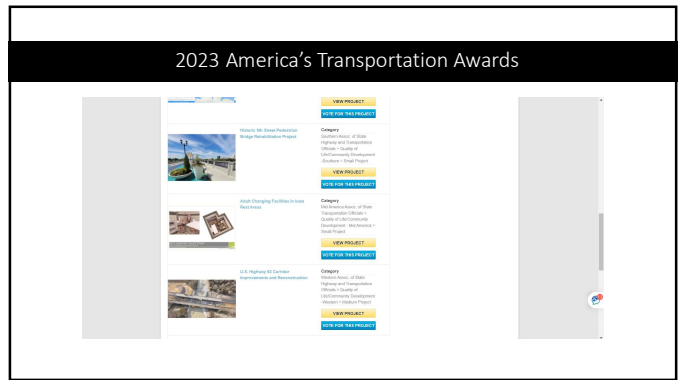 2023 America's Transportation Awards
VIEW PROJECT
VOTE FOR THIS PROJECT
Historic 5th Street Pedestrian
Bridge Rehabilitation Project
Category
Southern Assoc. of State
Highway and Transportation
Officials > Quality of
Life/Community Development
-Southern > Small Project
VIEW PROJECT
VOTE FOR THIS PROJECT
Adult Changing Facilities in Iowa
Rest Areas
Category
Mid America Assoc. of State
Transportation Officials >
Quality of Life/Community
Development - Mid America >
Small Project
VIEW PROJECT
VOTE FOR THIS PROJECT
U.S. Highway 93 Corridor
Improvements and Reconstruction
Category
Western Assoc. of State
Highway and Transportation
Officials > Quality of
Life/Community Development
-Western > Medium Project
VIEW PROJECT
VOTE FOR THIS PROJECT